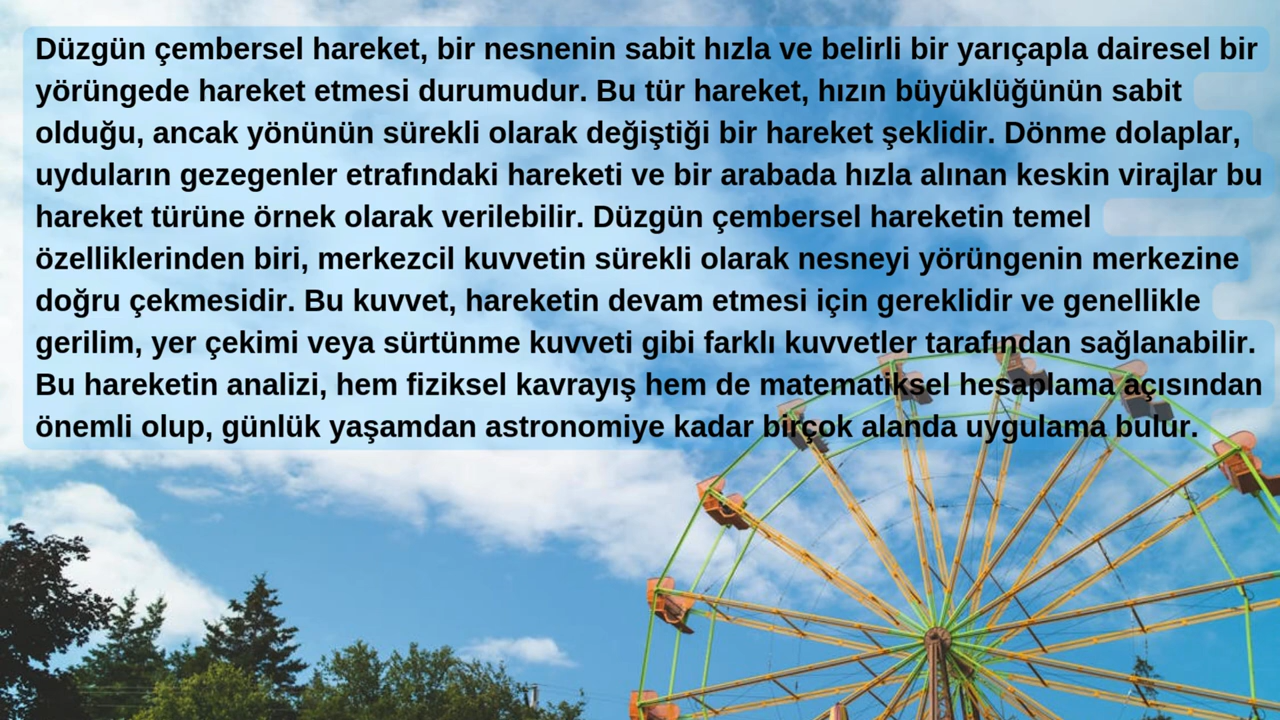 Düzgün çembersel hareket, bir nesnenin sabit hızla ve belirli bir yarıçapla dairesel bir
yörüngede hareket etmesi durumudur. Bu tür hareket, hızın büyüklüğünün sabit
olduğu, ancak yönünün sürekli olarak değiştiği bir hareket şeklidir. Dönme dolaplar,
uyduların gezegenler etrafındaki hareketi ve bir arabada hızla alınan keskin virajlar bu
hareket türüne örnek olarak verilebilir. Düzgün çembersel hareketin temel
özelliklerinden biri, merkezcil kuvvetin sürekli olarak nesneyi yörüngenin merkezine
doğru çekmesidir. Bu kuvvet, hareketin devam etmesi için gereklidir ve genellikle
gerilim, yer çekimi veya sürtünme kuvveti gibi farklı kuvvetler tarafından sağlanabilir.
Bu hareketin analizi, hem fiziksel kavrayış hem de matematiksel hesaplama açısından
önemli olup, günlük yaşamdan astronomiye kadar birçok alanda uygulama bulur.